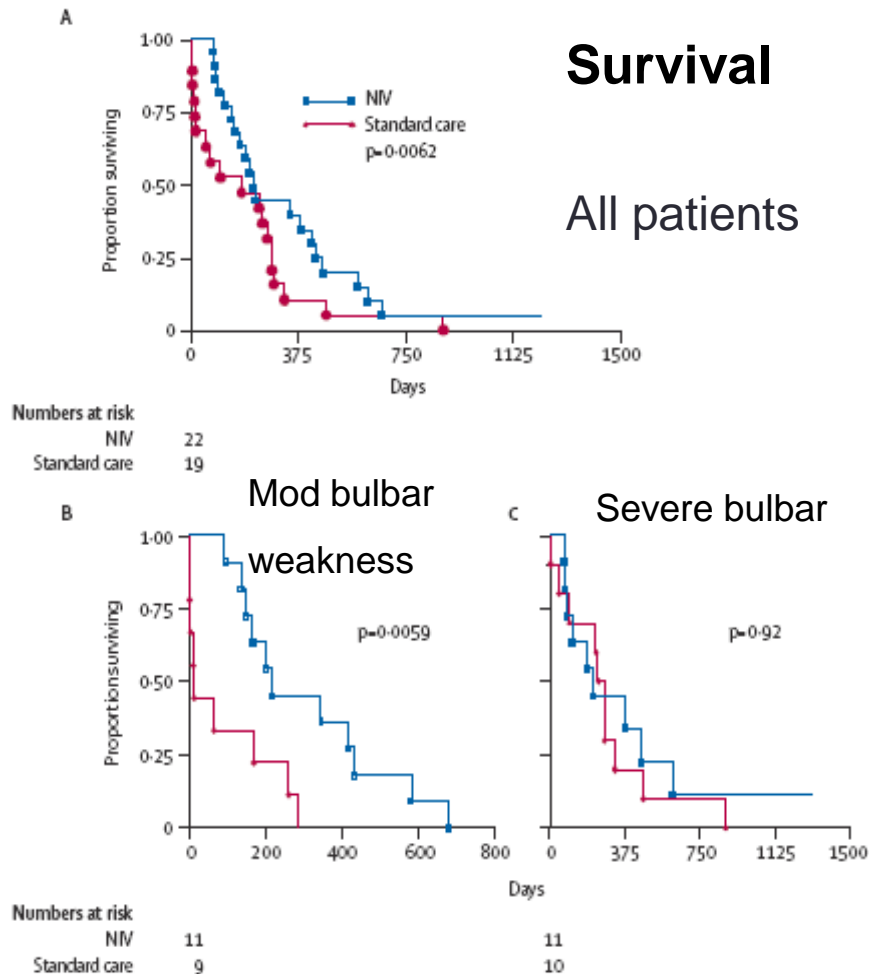 A
Survival
All patients
1·00
0·75
0·50
0·25
0
Proportion surviving
NIV
Standard care
p=0·0062
0 375 750 1125 1500
Days
Numbers at risk
NIV 22
Standard care 19
B
Mod bulbar
weakness
1·00
0·75
0·50
0·25
0
Proportion surviving
p=0·0059
0 200 400 600 800
c
Severe bulbar
p=0·92
0 375 750 1125 1500
Days
Numbers at risk
NIV 11 11
Standard care 9 10